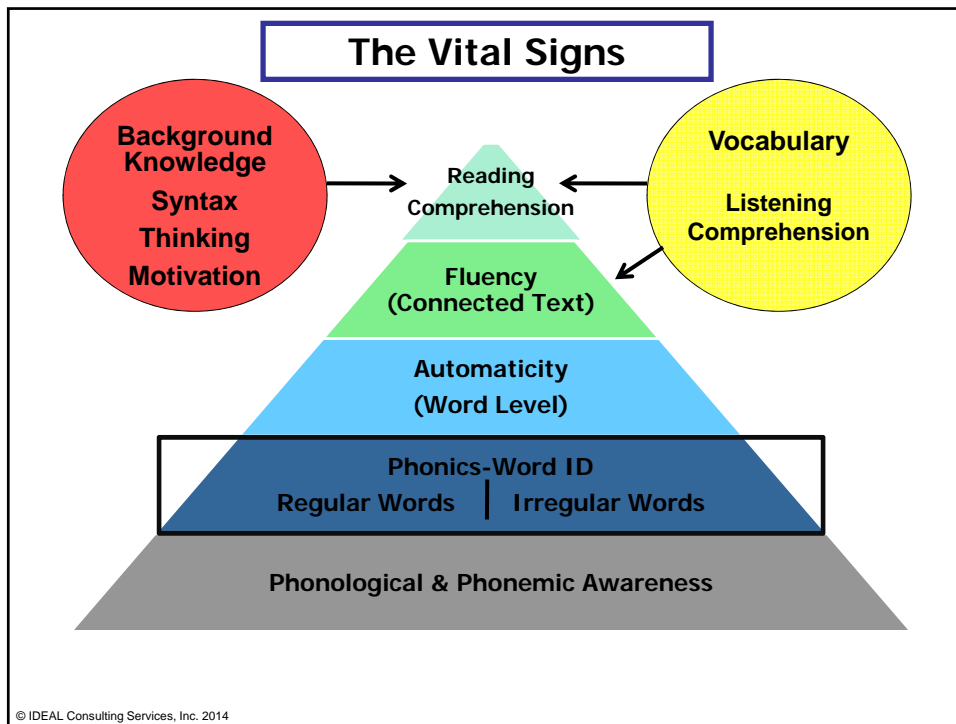 The Vital Signs
Background
Knowledge
Syntax
Thinking
Motivation
Vocabulary
Listening
Comprehension
Reading
Comprehension
Fluency
(Connected Text)
Automaticity
(Word Level)
Phonics-Word ID
Regular Words | Irregular Words
Phonological & Phonemic Awareness
© IDEAL Consulting Services, Inc. 2014